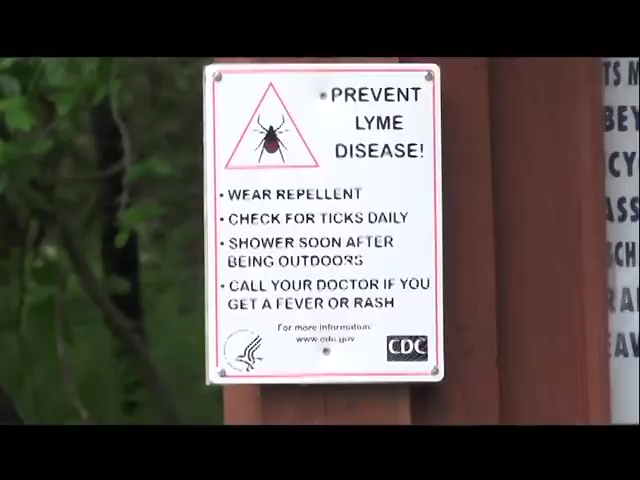 PREVENT
LYME
DISEASE!
• WEAR REPELLENT
• CHECK FOR TICKS DAILY
• SHOWER SOON AFTER
BEING OUTDOORS
• CALL YOUR DOCTOR IF YOU
GET A FEVER OR RASH
For more information:
www.cdc.gov
CDC